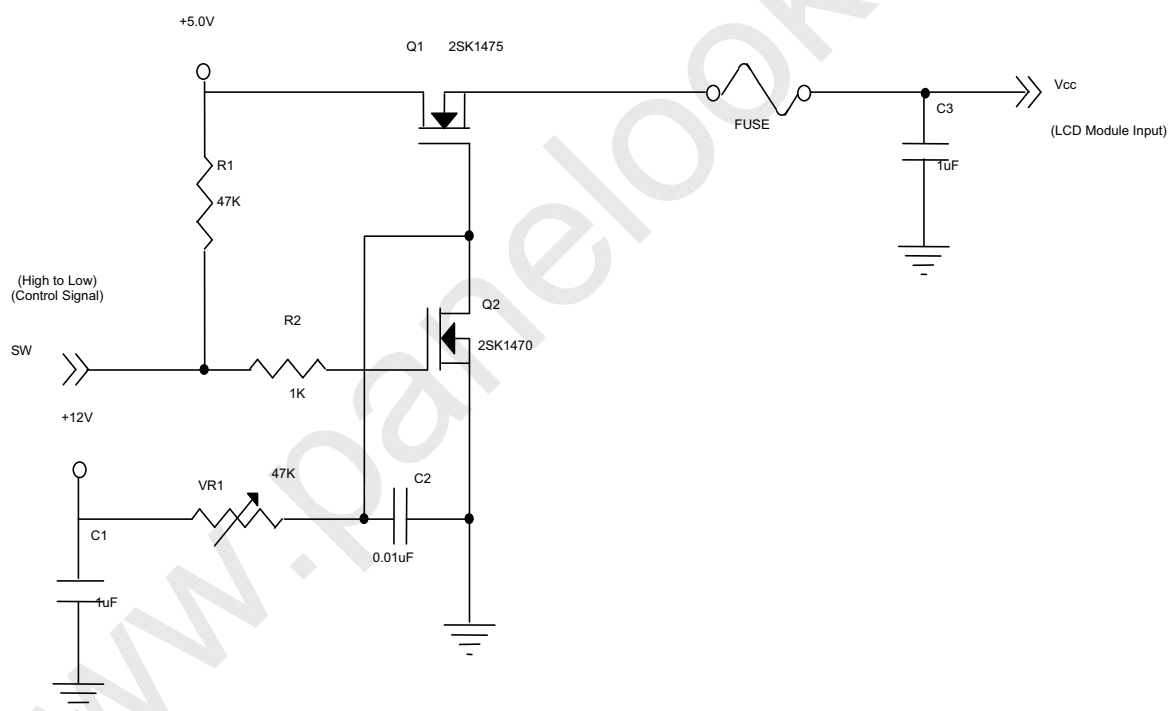 +5.0V
Q1 2SK1475
Vcc
C3
FUSE
(LCD Module Input)
R1
1uF
47K
(High to Low)
(Control Signal)
Q2
R2
2SK1470
SW
1K
+12V
47K
C2
VR1
C1
0.01uF
1uF
www.panelook